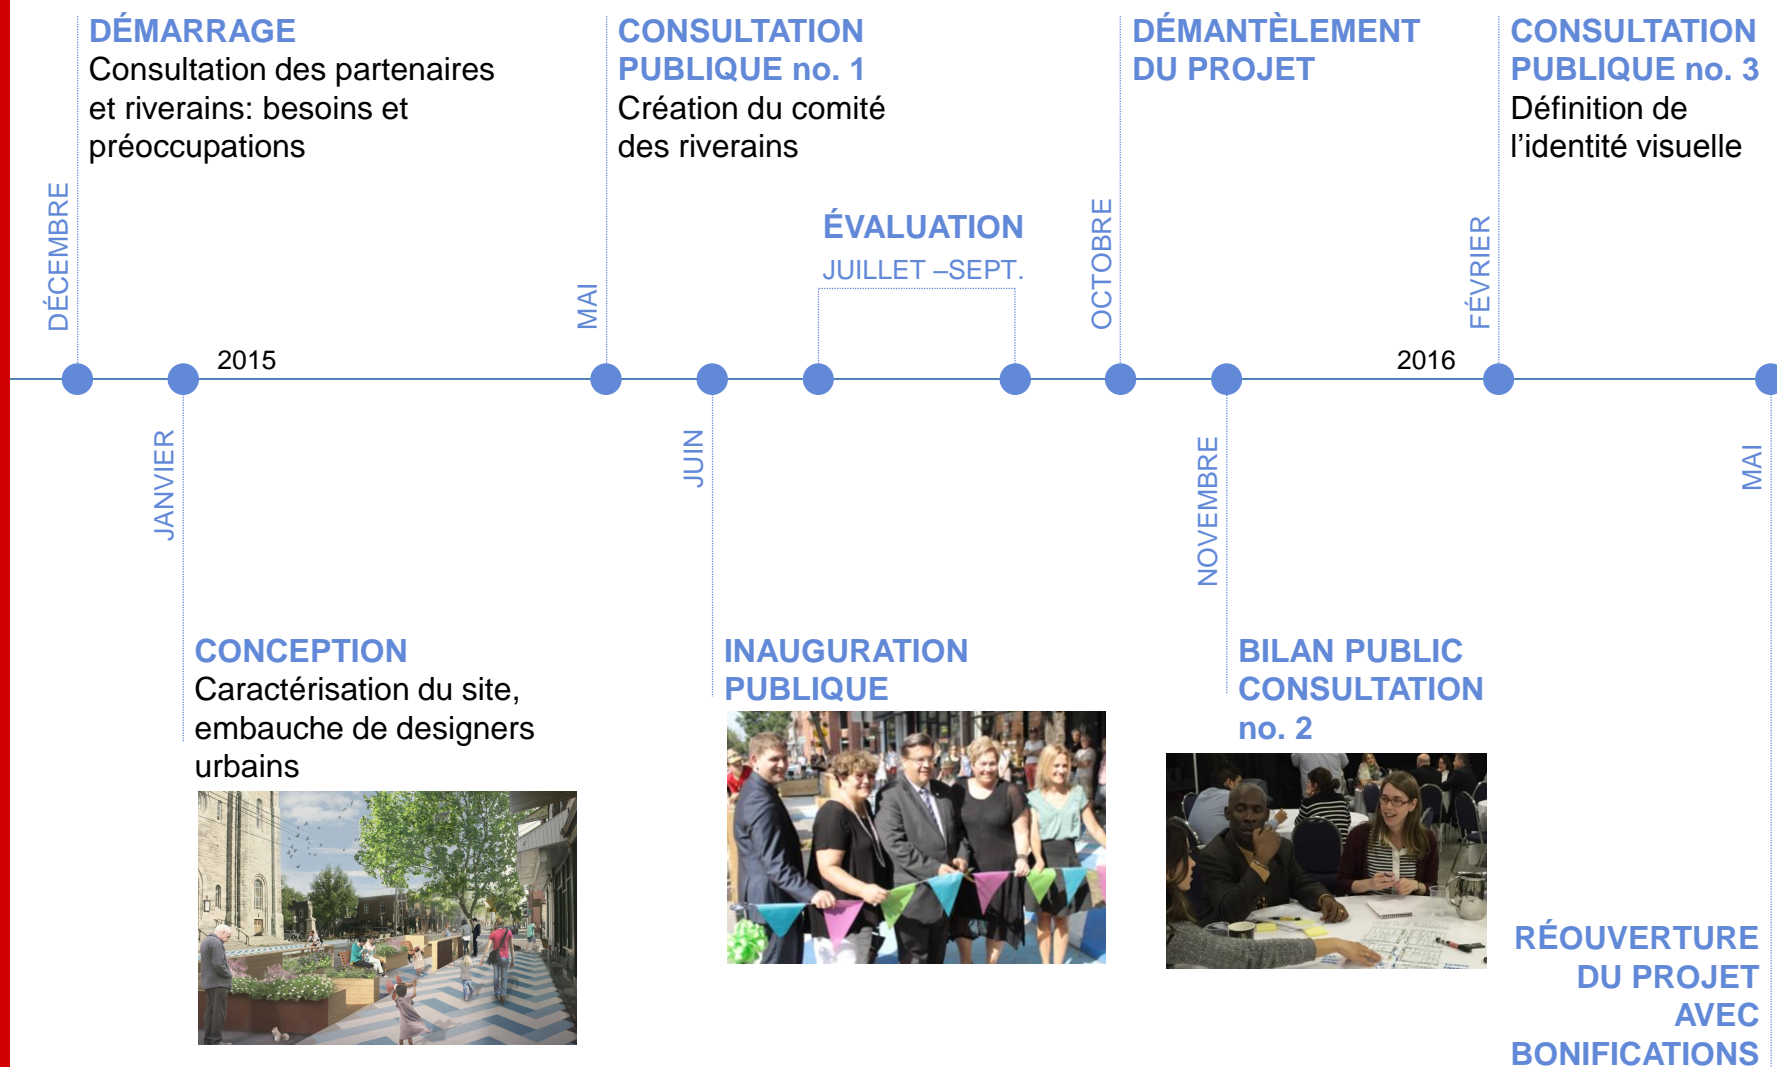 DÉMARRAGE
Consultation des partenaires
et riverains: besoins et
préoccupations
DÉCEMBRE
CONSULTATION
PUBLIQUE no. 1
Création du comité
des riverains
MAI
ÉVALUATION
JUILLET –SEPT.
DÉMANTÈLEMENT
DU PROJET
OCTOBRE
CONSULTATION
PUBLIQUE no. 3
Définition de
l’identité visuelle
FÉVRIER
2015
2016
JANVIER
CONCEPTION
Caractérisation du site,
embauche de designers
urbains
JUIN
INAUGURATION
PUBLIQUE
NOVEMBRE
BILAN PUBLIC
CONSULTATION
no. 2
MAI
RÉOUVERTURE
DU PROJET
AVEC
BONIFICATIONS